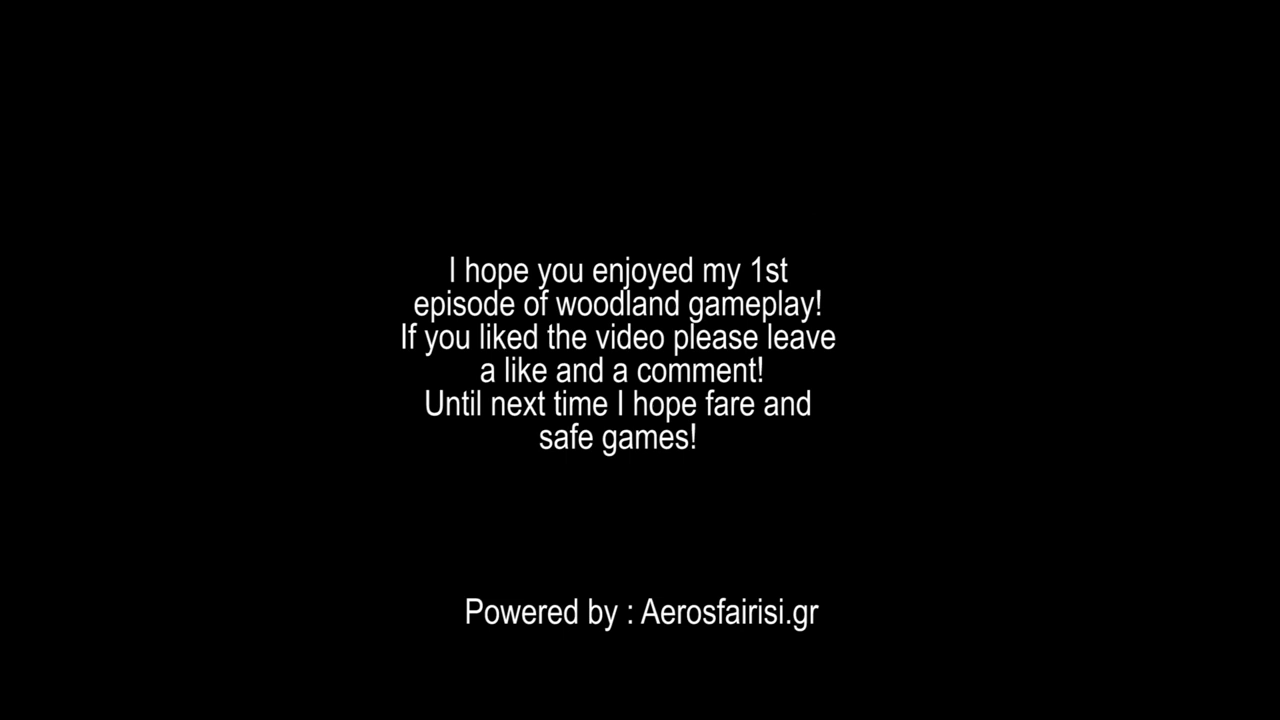 I hope you enjoyed my 1st
episode of woodland gameplay!
If you liked the video please leave
a like and a comment!
Until next time I hope fare and
safe games!
Powered by : Aerosfairisi.gr